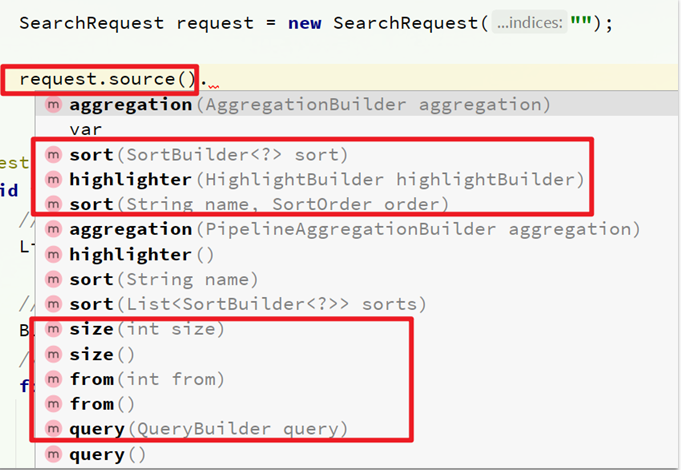 SearchRequest request = new SearchRequest( ...indices: "");
request.source().
m aggregation(AggregationBuilder aggregation)
var
est
m sort(SortBuilder<?> sort)
id
m highlighter(HighlightBuilder highlightBuilder)
//
m sort(String name, SortOrder order)
m aggregation(PipelineAggregationBuilder aggregation)
m highlighter()
m sort(String name)
//
m sort(List<SortBuilder<?>> sorts)
m size(int size)
m size()
m from(int from)
m from()
m query(QueryBuilder query)
m query()